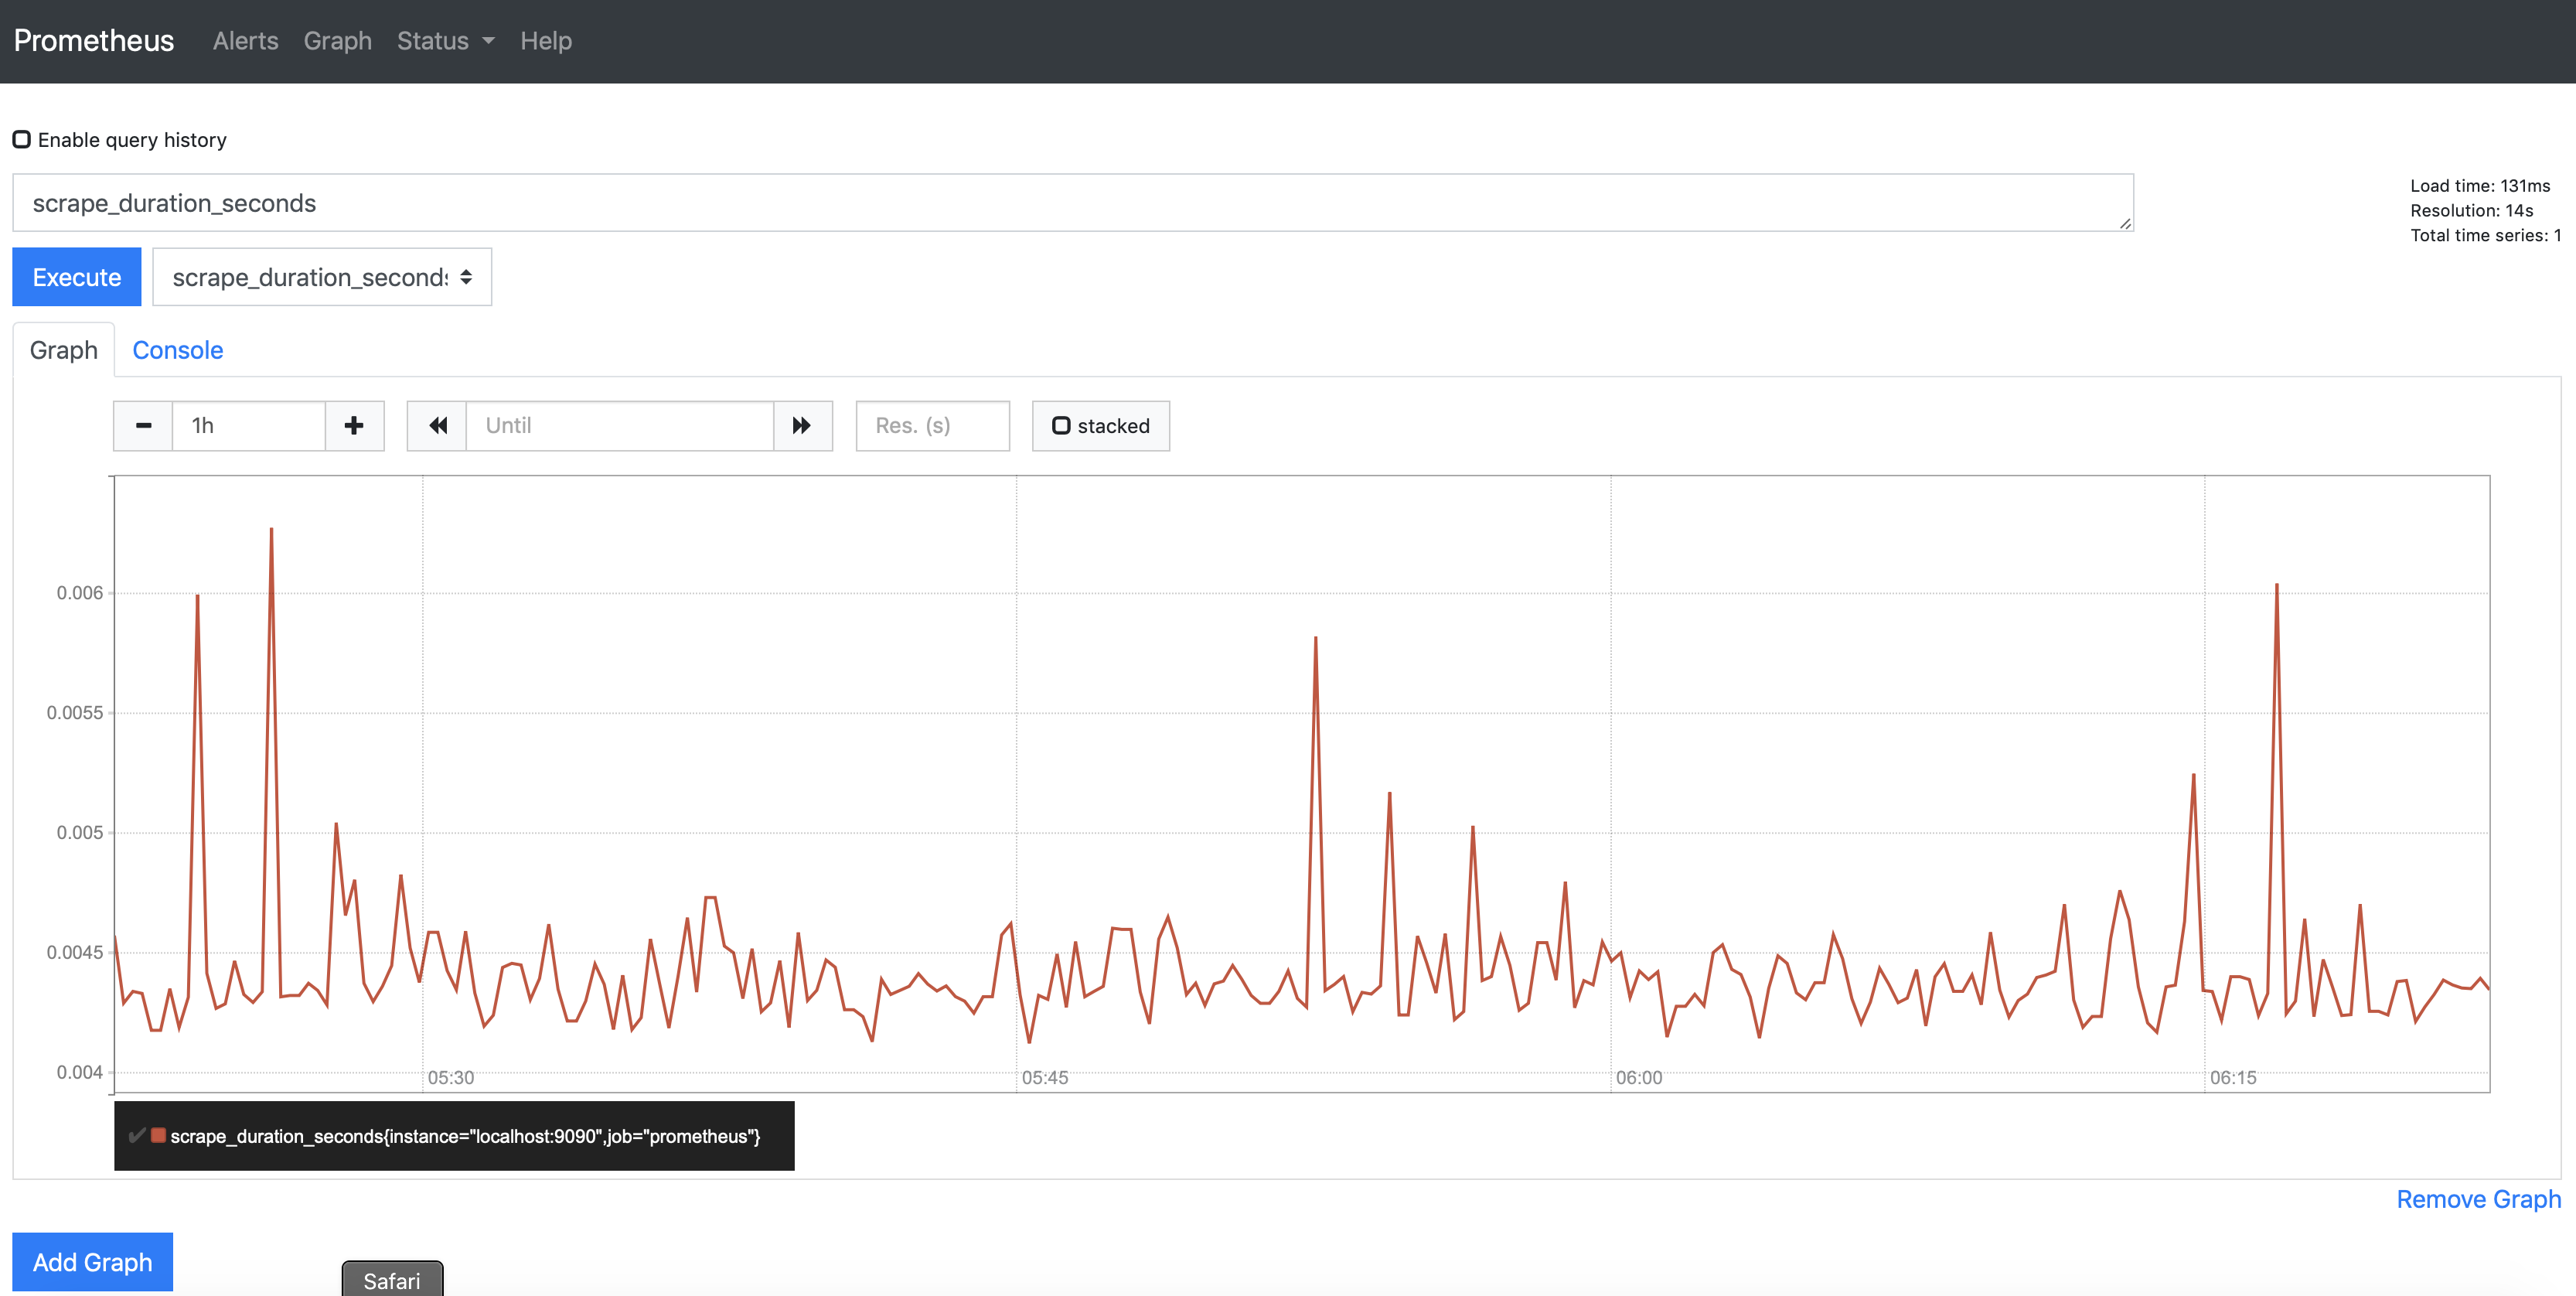 Prometheus Alerts Graph Status Help
Enable query history
scrape_duration_seconds
Load time: 131ms
Resolution: 14s
Total time series: 1
Execute scrape_duration_seconds
Graph Console
1h Until Res. (s) stacked
0.006
0.0055
0.005
0.0045
0.004
05:30 05:45 06:00 06:15
scrape_duration_seconds{instance="localhost:9090",job="prometheus"}
Remove Graph
Add Graph
Safari